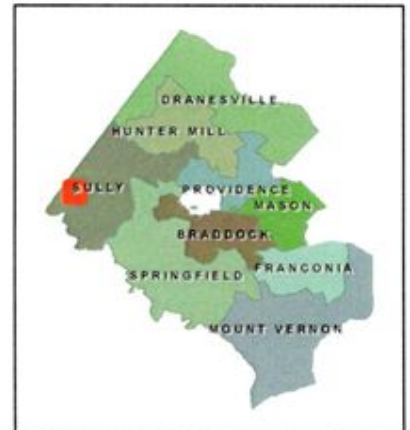 DRANESVILLE
HUNTER MILL
SULLY
PROVIDENCE
MASON
BRADDOCK
SPRINGFIELD
FRANCONIA
MOUNT VERNON